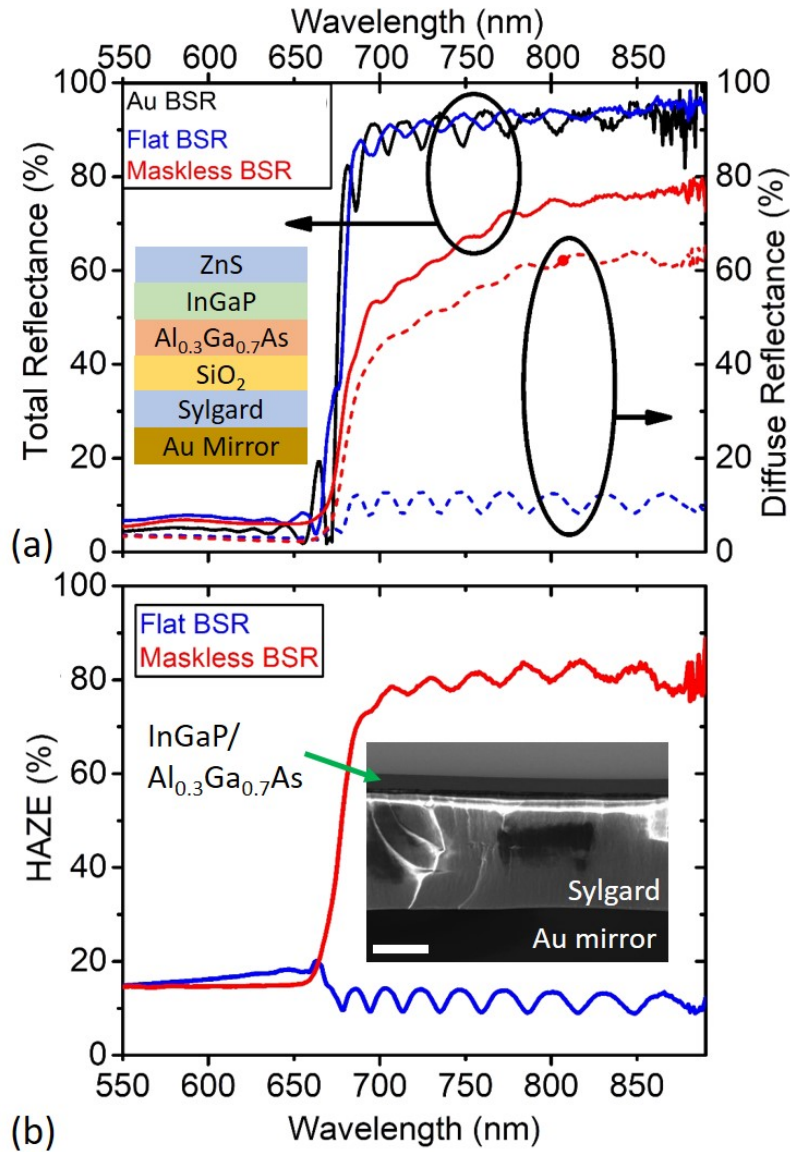 Wavelength (nm)
550 600 650 700 750 800 850
100
80
60
40
20
0
Total Reflectance (%)
Au BSR
Flat BSR
Maskless BSR
ZnS
InGaP
Al0.3Ga0.7As
SiO2
Sylgard
Au Mirror
100
80
60
40
20
0
Diffuse Reflectance (%)
(a)
100
80
60
40
20
0
HAZE (%)
Flat BSR
Maskless BSR
InGaP/
Al0.3Ga0.7As
Sylgard
Au mirror
550 600 650 700 750 800 850
Wavelength (nm)
(b)